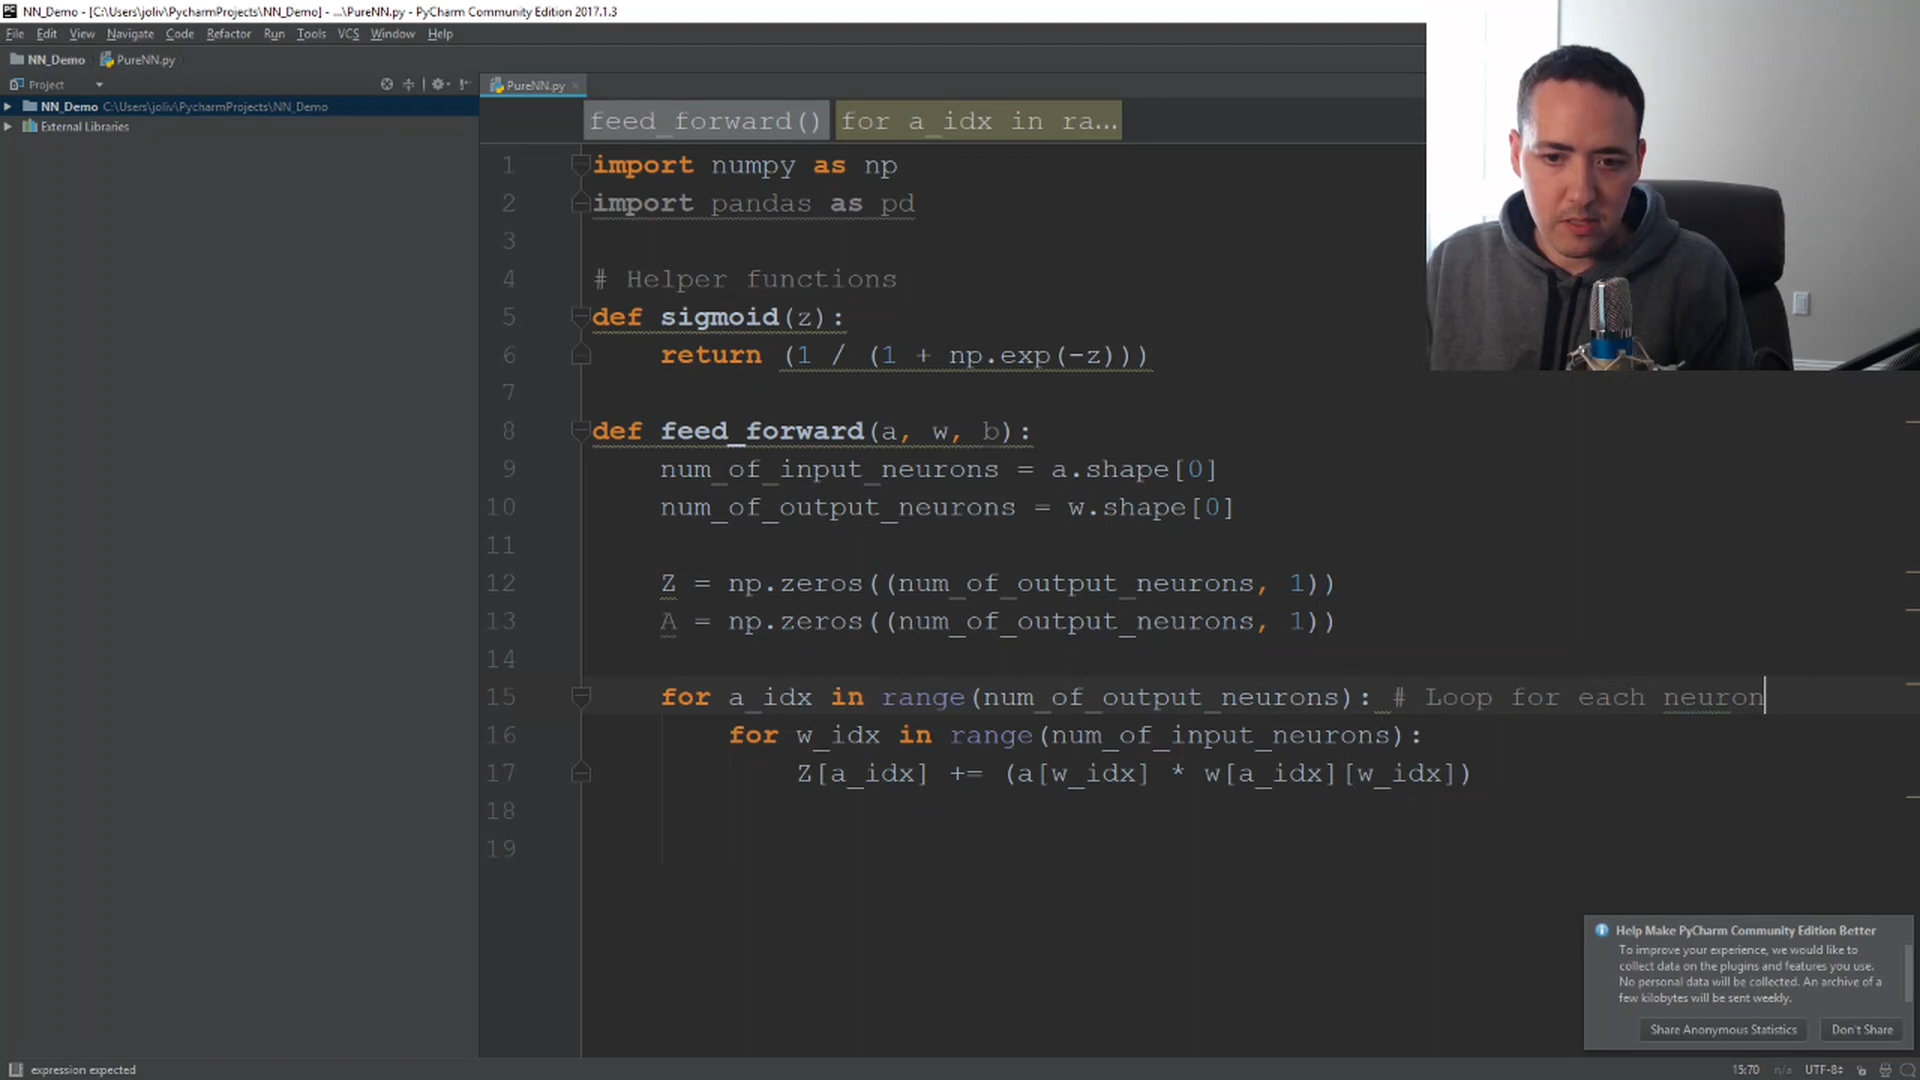 NN_Demo - [C:\Users\joliv\PycharmProjects\NN_Demo] - ...\PureNN.py - PyCharm Community Edition 2017.1.3
File Edit View Navigate Code Refactor Run Tools VCS Window Help
NN_Demo PureNN.py
Project
PureNN.py
NN_Demo C:\Users\joliv\PycharmProjects\NN_Demo
External Libraries
feed_forward() for a_idx in ra...
1 import numpy as np
2 import pandas as pd
3
4 # Helper functions
5 def sigmoid(z):
6 return (1 / (1 + np.exp(-z)))
7
8 def feed_forward(a, w, b):
9 num_of_input_neurons = a.shape[0]
10 num_of_output_neurons = w.shape[0]
11
12 Z = np.zeros((num_of_output_neurons, 1))
13 A = np.zeros((num_of_output_neurons, 1))
14
15 for a_idx in range(num_of_output_neurons): # Loop for each neuron
16 for w_idx in range(num_of_input_neurons):
17 Z[a_idx] += (a[w_idx] * w[a_idx][w_idx])
18
19
Help Make PyCharm Community Edition Better
To improve your experience, we would like to
collect data on the plugins and features you use.
No personal data will be collected. An archive of a
few kilobytes will be sent weekly.
Share Anonymous Statistics Don't Share
expression expected
15:70 n/a UTF-8